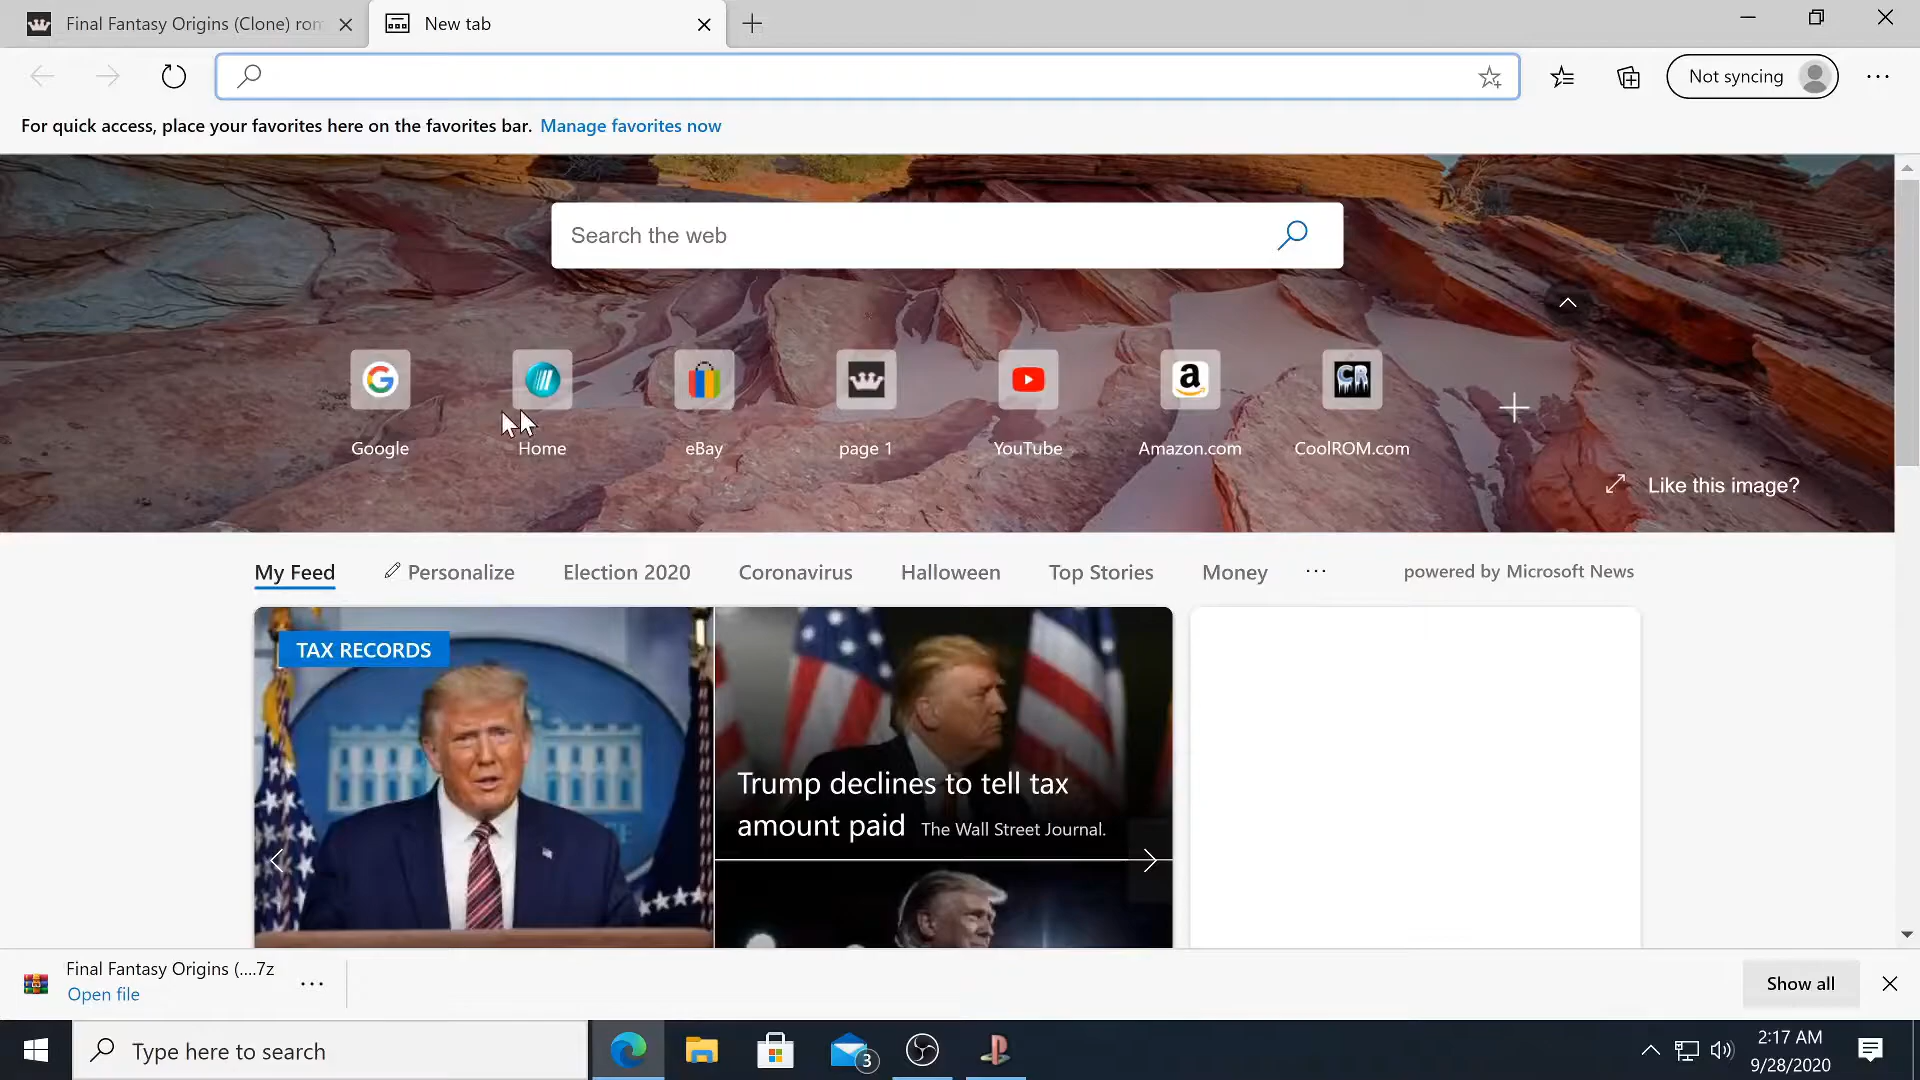 Final Fantasy Origins (Clone) ron
New tab
Not syncing
For quick access, place your favorites here on the favorites bar. Manage favorites now
Search the web
Google
Home
eBay
page 1
YouTube
Amazon.com
CoolROM.com
Like this image?
My Feed
Personalize
Election 2020
Coronavirus
Halloween
Top Stories
Money
powered by Microsoft News
TAX RECORDS
Trump declines to tell tax
amount paid The Wall Street Journal.
Final Fantasy Origins (....7z
Open file
Show all
Type here to search
3
2:17 AM
9/28/2020